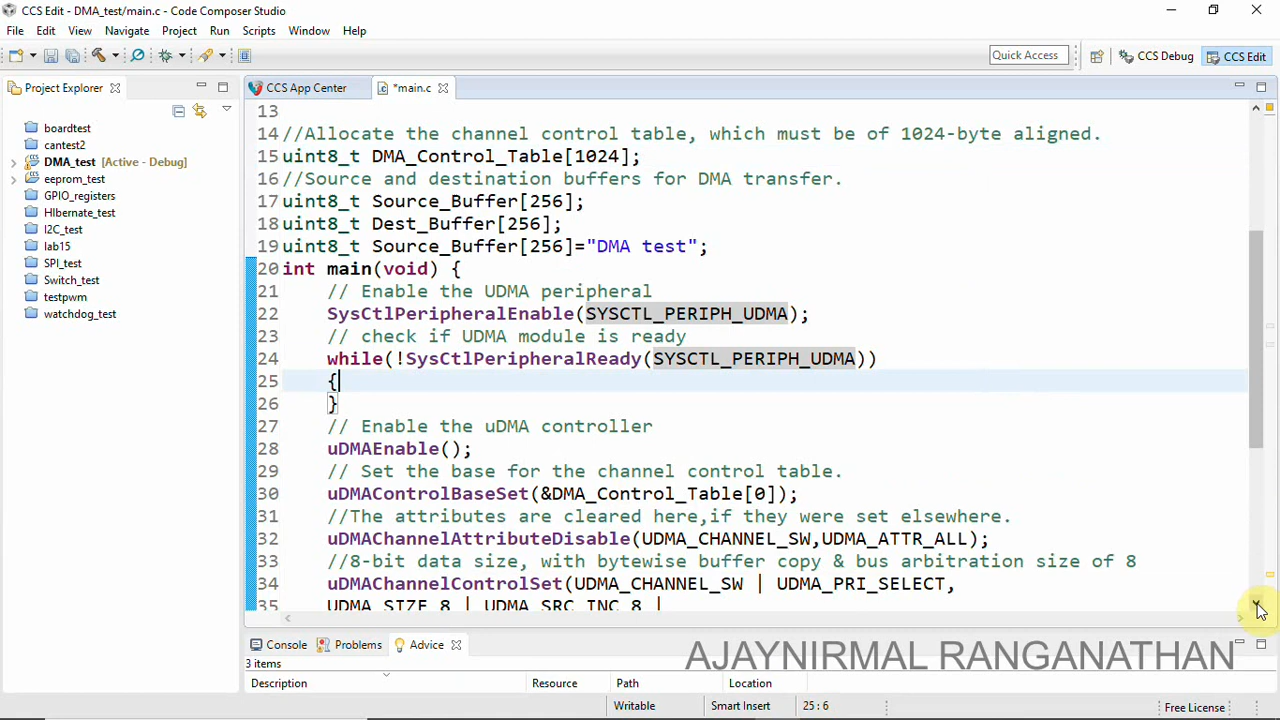 CCS Edit - DMA_test/main.c - Code Composer Studio
File Edit View Navigate Project Run Scripts Window Help
Quick Access
CCS Debug
CCS Edit
Project Explorer
CCS App Center
*main.c
boardtest
cantest2
DMA_test [Active - Debug]
eeprom_test
GPIO_registers
HIbernate_test
I2C_test
lab15
SPI_test
Switch_test
testpwm
watchdog_test
13
14 //Allocate the channel control table, which must be of 1024-byte aligned.
15 uint8_t DMA_Control_Table[1024];
16 //Source and destination buffers for DMA transfer.
17 uint8_t Source_Buffer[256];
18 uint8_t Dest_Buffer[256];
19 uint8_t Source_Buffer[256]="DMA test";
20 int main(void) {
21 // Enable the UDMA peripheral
22 SysCtlPeripheralEnable(SYSCTL_PERIPH_UDMA);
23 // check if UDMA module is ready
24 while(!SysCtlPeripheralReady(SYSCTL_PERIPH_UDMA))
25 {
26 }
27 // Enable the uDMA controller
28 uDMAEnable();
29 // Set the base for the channel control table.
30 uDMAControlBaseSet(&DMA_Control_Table[0]);
31 //The attributes are cleared here,if they were set elsewhere.
32 uDMAChannelAttributeDisable(UDMA_CHANNEL_SW,UDMA_ATTR_ALL);
33 //8-bit data size, with bytewise buffer copy & bus arbitration size of 8
34 uDMAChannelControlSet(UDMA_CHANNEL_SW | UDMA_PRI_SELECT,
35 UDMA_SIZE_8 | UDMA_SRC_INC_8 |
Console
Problems
Advice
AJAYNIRMAL RANGANATHAN
3 items
Description
Resource
Path
Location
Writable
Smart Insert
25 : 6
Free License